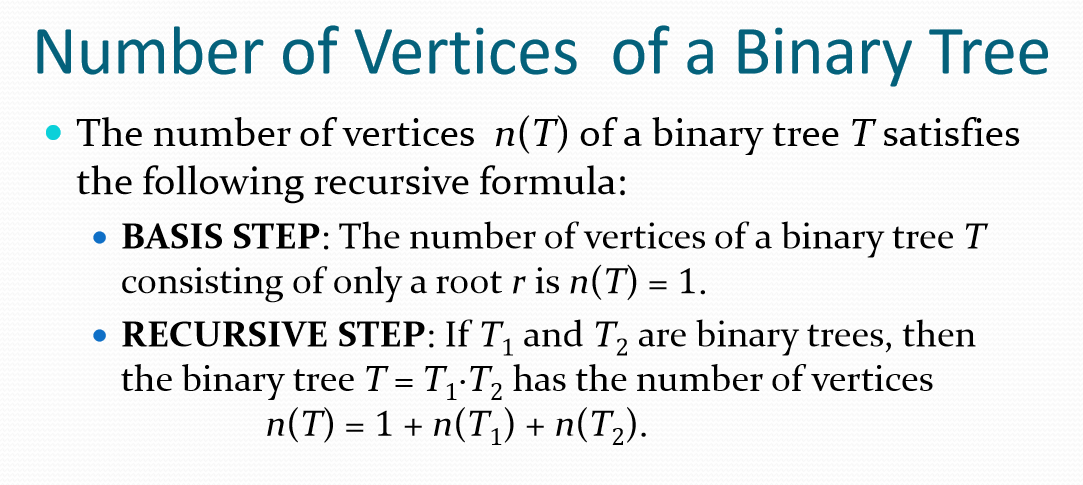 Number of Vertices of a Binary Tree
• The number of vertices n(T) of a binary tree T satisfies
the following recursive formula:
• BASIS STEP: The number of vertices of a binary tree T
consisting of only a root r is n(T) = 1.
• RECURSIVE STEP: If T₁ and T₂ are binary trees, then
the binary tree T = T₁∙T₂ has the number of vertices
n(T) = 1 + n(T₁) + n(T₂).